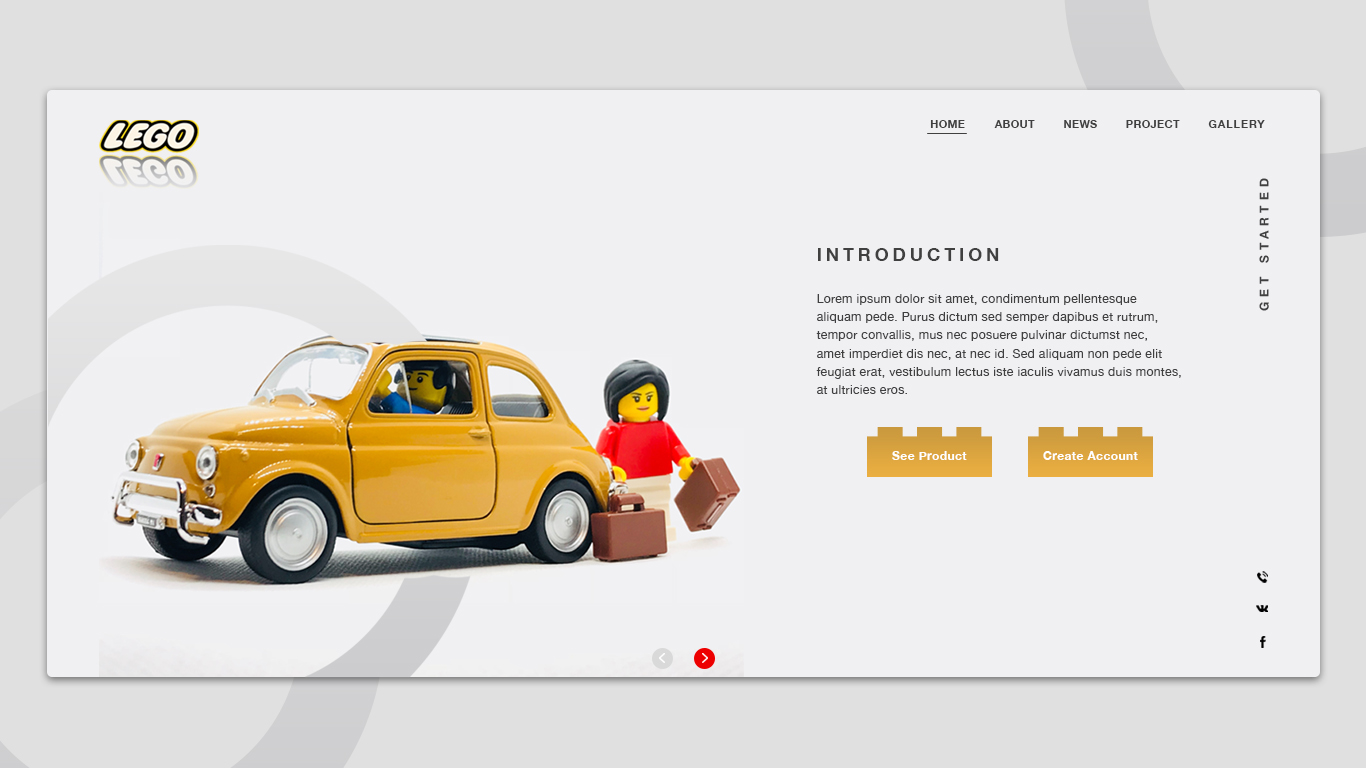 LEGO
HOME ABOUT NEWS PROJECT GALLERY
GET STARTED
INTRODUCTION
Lorem ipsum dolor sit amet, condimentum pellentesque
aliquam pede. Purus dictum sed semper dapibus et rutrum,
tempor convallis, mus nec posuere pulvinar dictumst nec,
amet imperdiet dis nec, at nec id. Sed aliquam non pede elit
feugiat erat, vestibulum lectus iste iaculis vivamus duis montes,
at ultricies eros.
See Product
Create Account